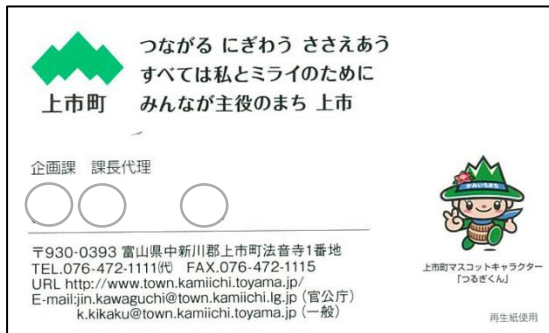 つながる にぎわう ささえあう
すべては私とミライのために
みんなが主役のまち 上市
上市町
企画課 課長代理
〒930-0393 富山県中新川郡上市町法音寺1番地
TEL.076-472-1111㈹ FAX.076-472-1115
URL http://www.town.kamiichi.toyama.jp/
E-mail:jin.kawaguchi@town.kamiichi.lg.jp (官公庁)
k.kikaku@town.kamiichi.toyama.jp (一般)
かみいちまち
上市町マスコットキャラクター
「つるぎくん」
再生紙使用